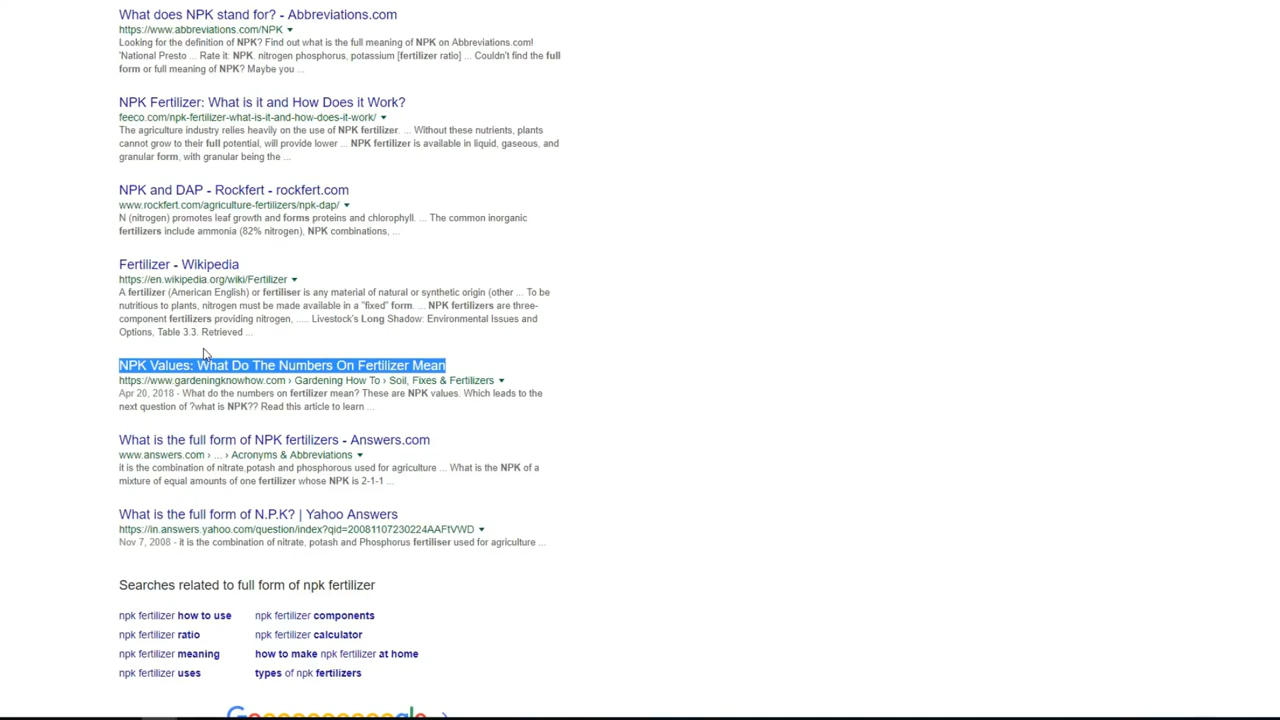 What does NPK stand for? - Abbreviations.com
https://www.abbreviations.com/NPK
Looking for the definition of NPK? Find out what is the full meaning of NPK on Abbreviations.com!
'National Presto ... Rate it: NPK. nitrogen phosphorus, potassium [fertilizer ratio] ... Couldn't find the full
form or full meaning of NPK? Maybe you ...
NPK Fertilizer: What is it and How Does it Work?
feeco.com/npk-fertilizer-what-is-it-and-how-does-it-work/
The agriculture industry relies heavily on the use of NPK fertilizer. ... Without these nutrients, plants
cannot grow to their full potential, will provide lower ... NPK fertilizer is available in liquid, gaseous, and
granular form, with granular being the ...
NPK and DAP - Rockfert - rockfert.com
www.rockfert.com/agriculture-fertilizers/npk-dap/
N (nitrogen) promotes leaf growth and forms proteins and chlorophyll. ... The common inorganic
fertilizers include ammonia (82% nitrogen), NPK combinations, ...
Fertilizer - Wikipedia
https://en.wikipedia.org/wiki/Fertilizer
A fertilizer (American English) or fertiliser is any material of natural or synthetic origin (other ... To be
nutritious to plants, nitrogen must be made available in a "fixed" form. ... NPK fertilizers are three-
component fertilizers providing nitrogen, ..... Livestock's Long Shadow: Environmental Issues and
Options, Table 3.3. Retrieved ...
NPK Values: What Do The Numbers On Fertilizer Mean
https://www.gardeningknowhow.com › Gardening How To › Soil, Fixes & Fertilizers
Apr 20, 2018 - What do the numbers on fertilizer mean? These are NPK values. Which leads to the
next question of ?what is NPK?? Read this article to learn ...
What is the full form of NPK fertilizers - Answers.com
www.answers.com › ... › Acronyms & Abbreviations
it is the combination of nitrate,potash and phosphorous used for agriculture ... What is the NPK of a
mixture of equal amounts of one fertilizer whose NPK is 2-1-1 ...
What is the full form of N.P.K? | Yahoo Answers
https://in.answers.yahoo.com/question/index?qid=20081107230224AAFtVWD
Nov 7, 2008 - it is the combination of nitrate, potash and Phosphorus fertiliser used for agriculture ...
Searches related to full form of npk fertilizer
npk fertilizer how to use npk fertilizer components
npk fertilizer ratio npk fertilizer calculator
npk fertilizer meaning how to make npk fertilizer at home
npk fertilizer uses types of npk fertilizers